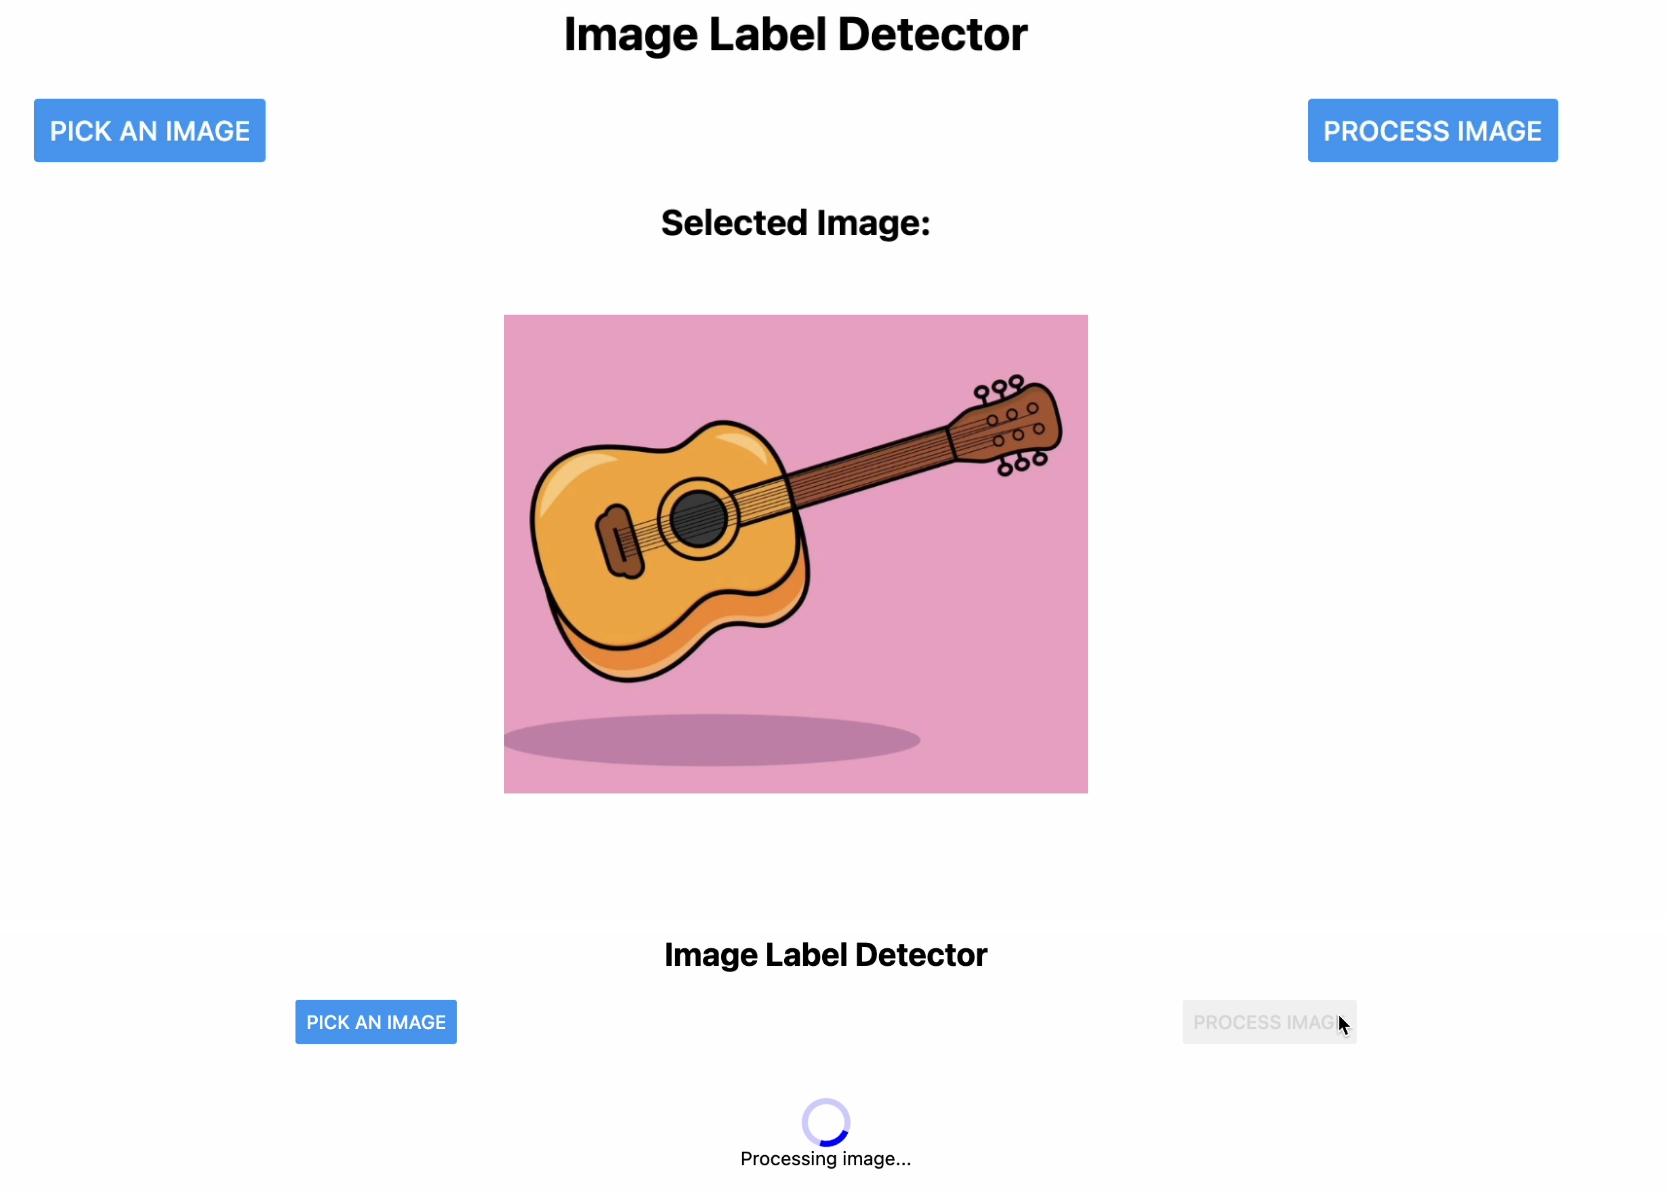 Image Label Detector
PICK AN IMAGE
PROCESS IMAGE
Selected Image:
Image Label Detector
PICK AN IMAGE
PROCESS IMAG
Processing image...